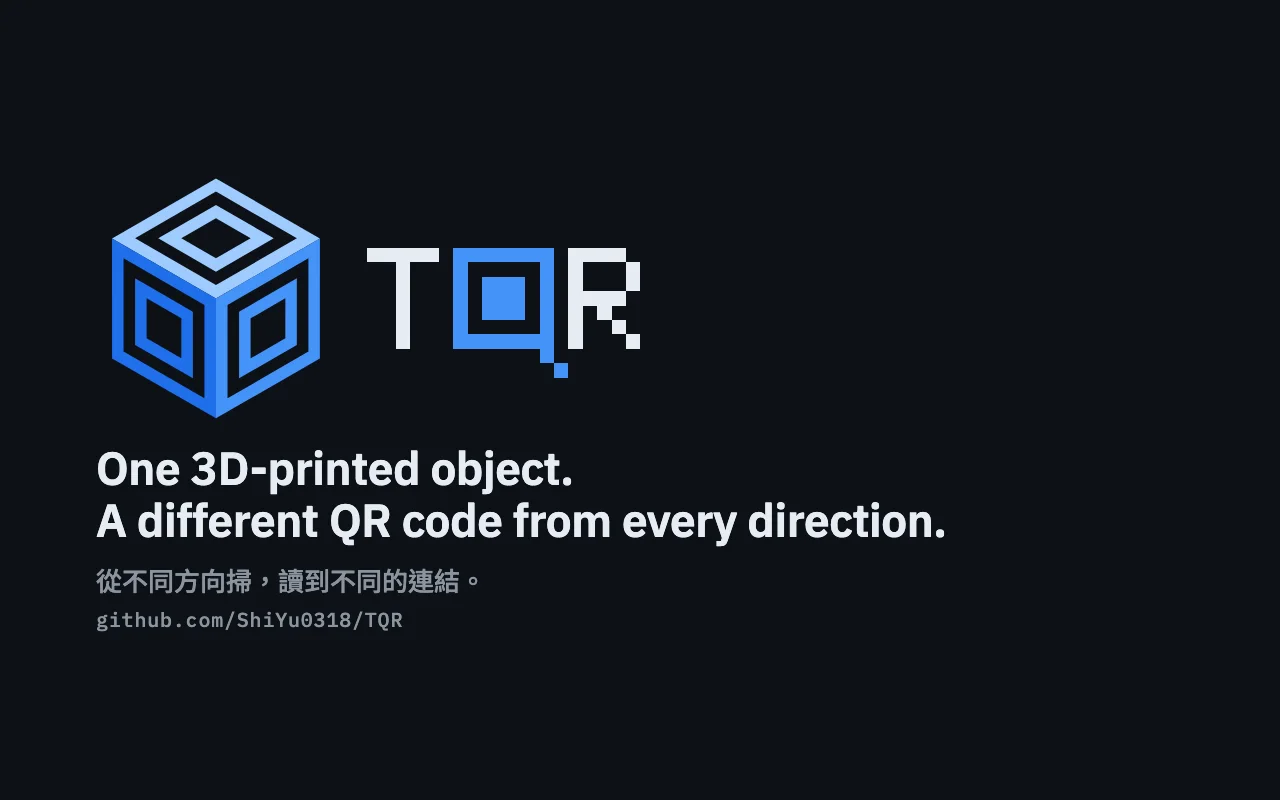 TQR
One 3D-printed object.
A different QR code from every direction.
從不同方向掃，讀到不同的連結。
github.com/ShiYu0318/TQR